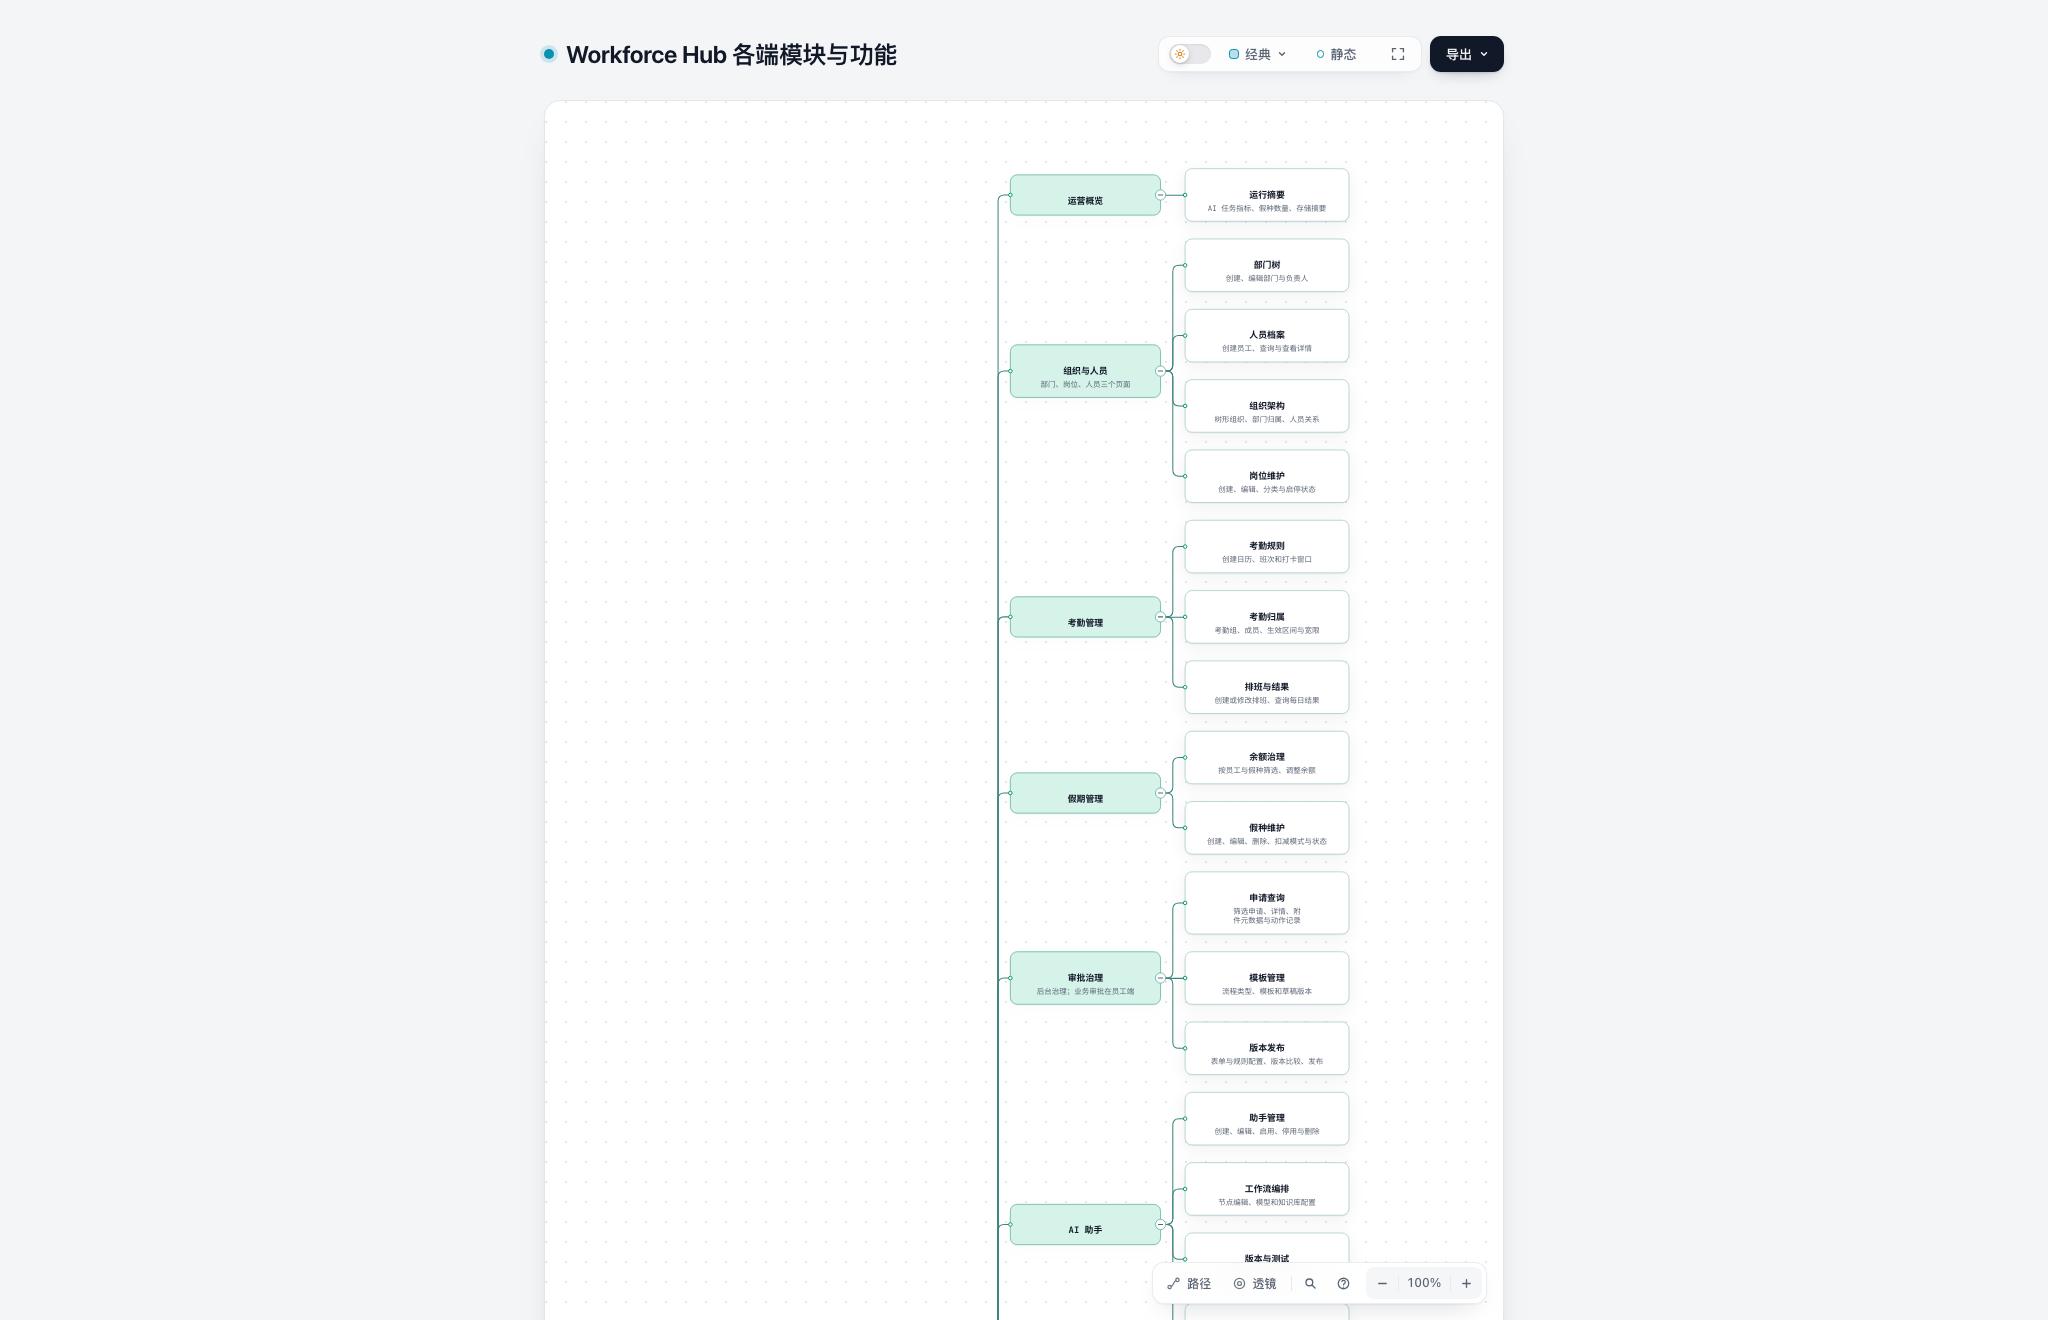 Workforce Hub 各端模块与功能
经典
静态
导出
运营概览
运行摘要
AI 任务指标、假种数量、存储摘要
部门树
创建、编辑部门与负责人
人员档案
创建员工、查询与查看详情
组织与人员
部门、岗位、人员三个页面
组织架构
树形组织、部门归属、人员关系
岗位维护
创建、编辑、分类与启停状态
考勤规则
创建日历、班次和打卡窗口
考勤管理
考勤归属
考勤组、成员、生效区间与宽限
排班与结果
创建或修改排班、查询每日结果
余额治理
按员工与假种筛选、调整余额
假期管理
假种维护
创建、编辑、删除、扣减模式与状态
申请查询
筛选申请、详情、附
件元数据与动作记录
审批治理
后台治理；业务审批在员工端
模板管理
流程类型、模板和草稿版本
版本发布
表单与规则配置、版本比较、发布
助手管理
创建、编辑、启用、停用与删除
工作流编排
节点编辑、模型和知识库配置
AI 助手
版本与测试
路径
透镜
100%